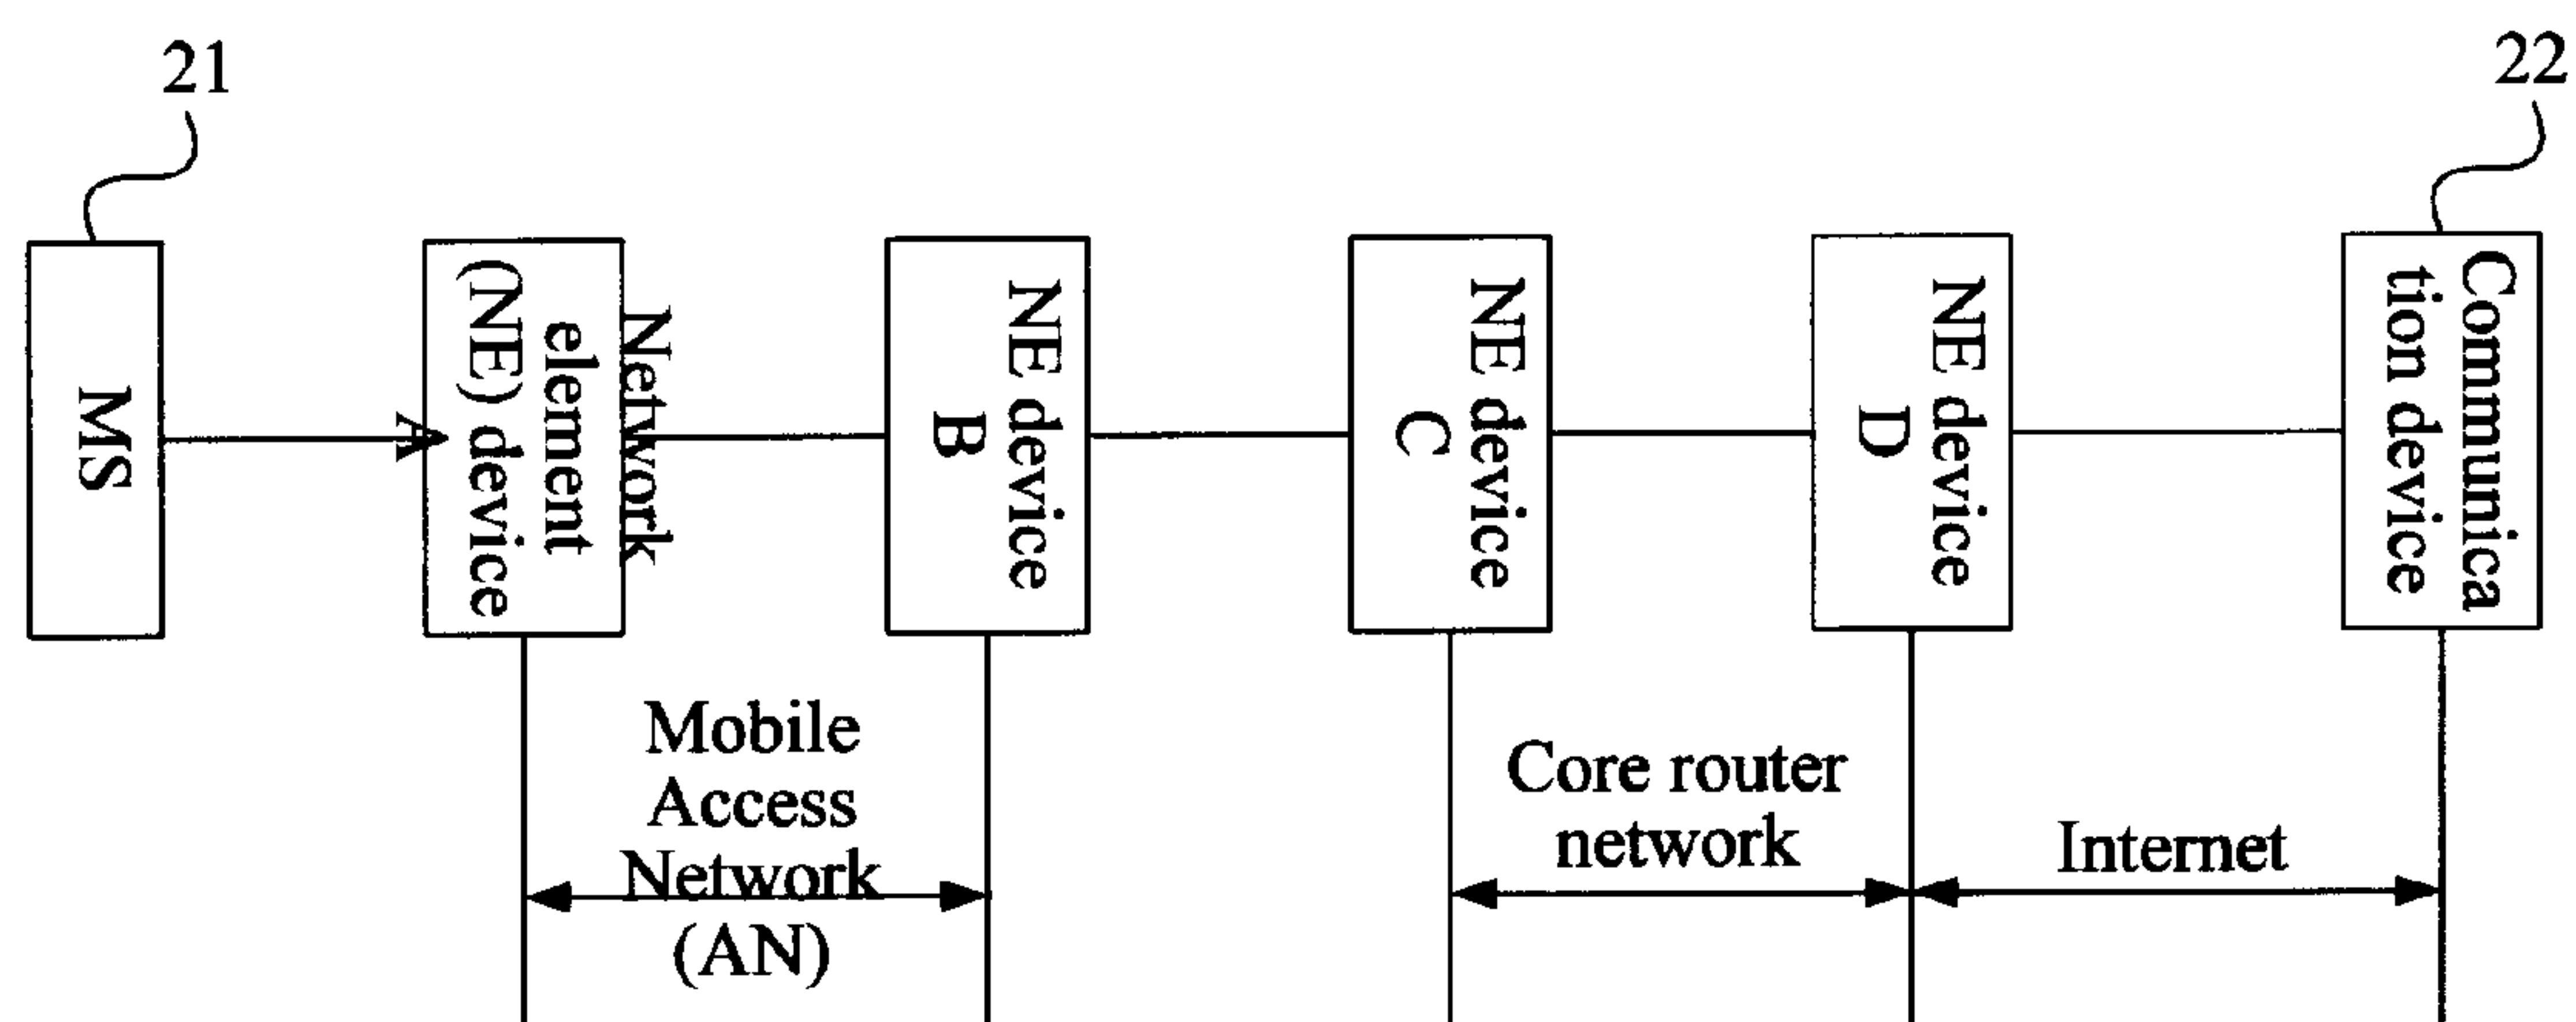 21
22
MS
Network
element
(NE) device
A
NE device
B
NE device
C
NE device
D
Communica
tion device
Mobile
Access
Network
(AN)
Core router
network
Internet